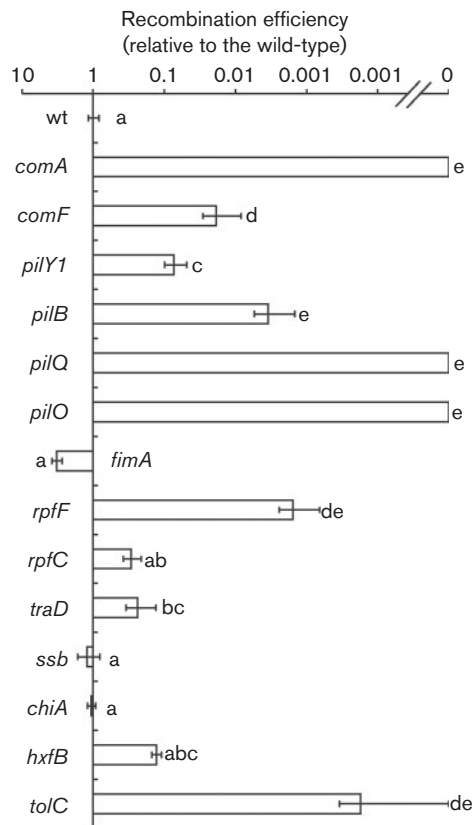 Recombination efficiency
(relative to the wild-type)
10 1 0.1 0.01 0.001 0.001 0
wt a
comA e
comF d
pilY1 c
pilB e
pilQ e
pilO e
a fimA
rpfF de
rpfC ab
traD bc
ssb a
chiA a
hxfB abc
tolC de